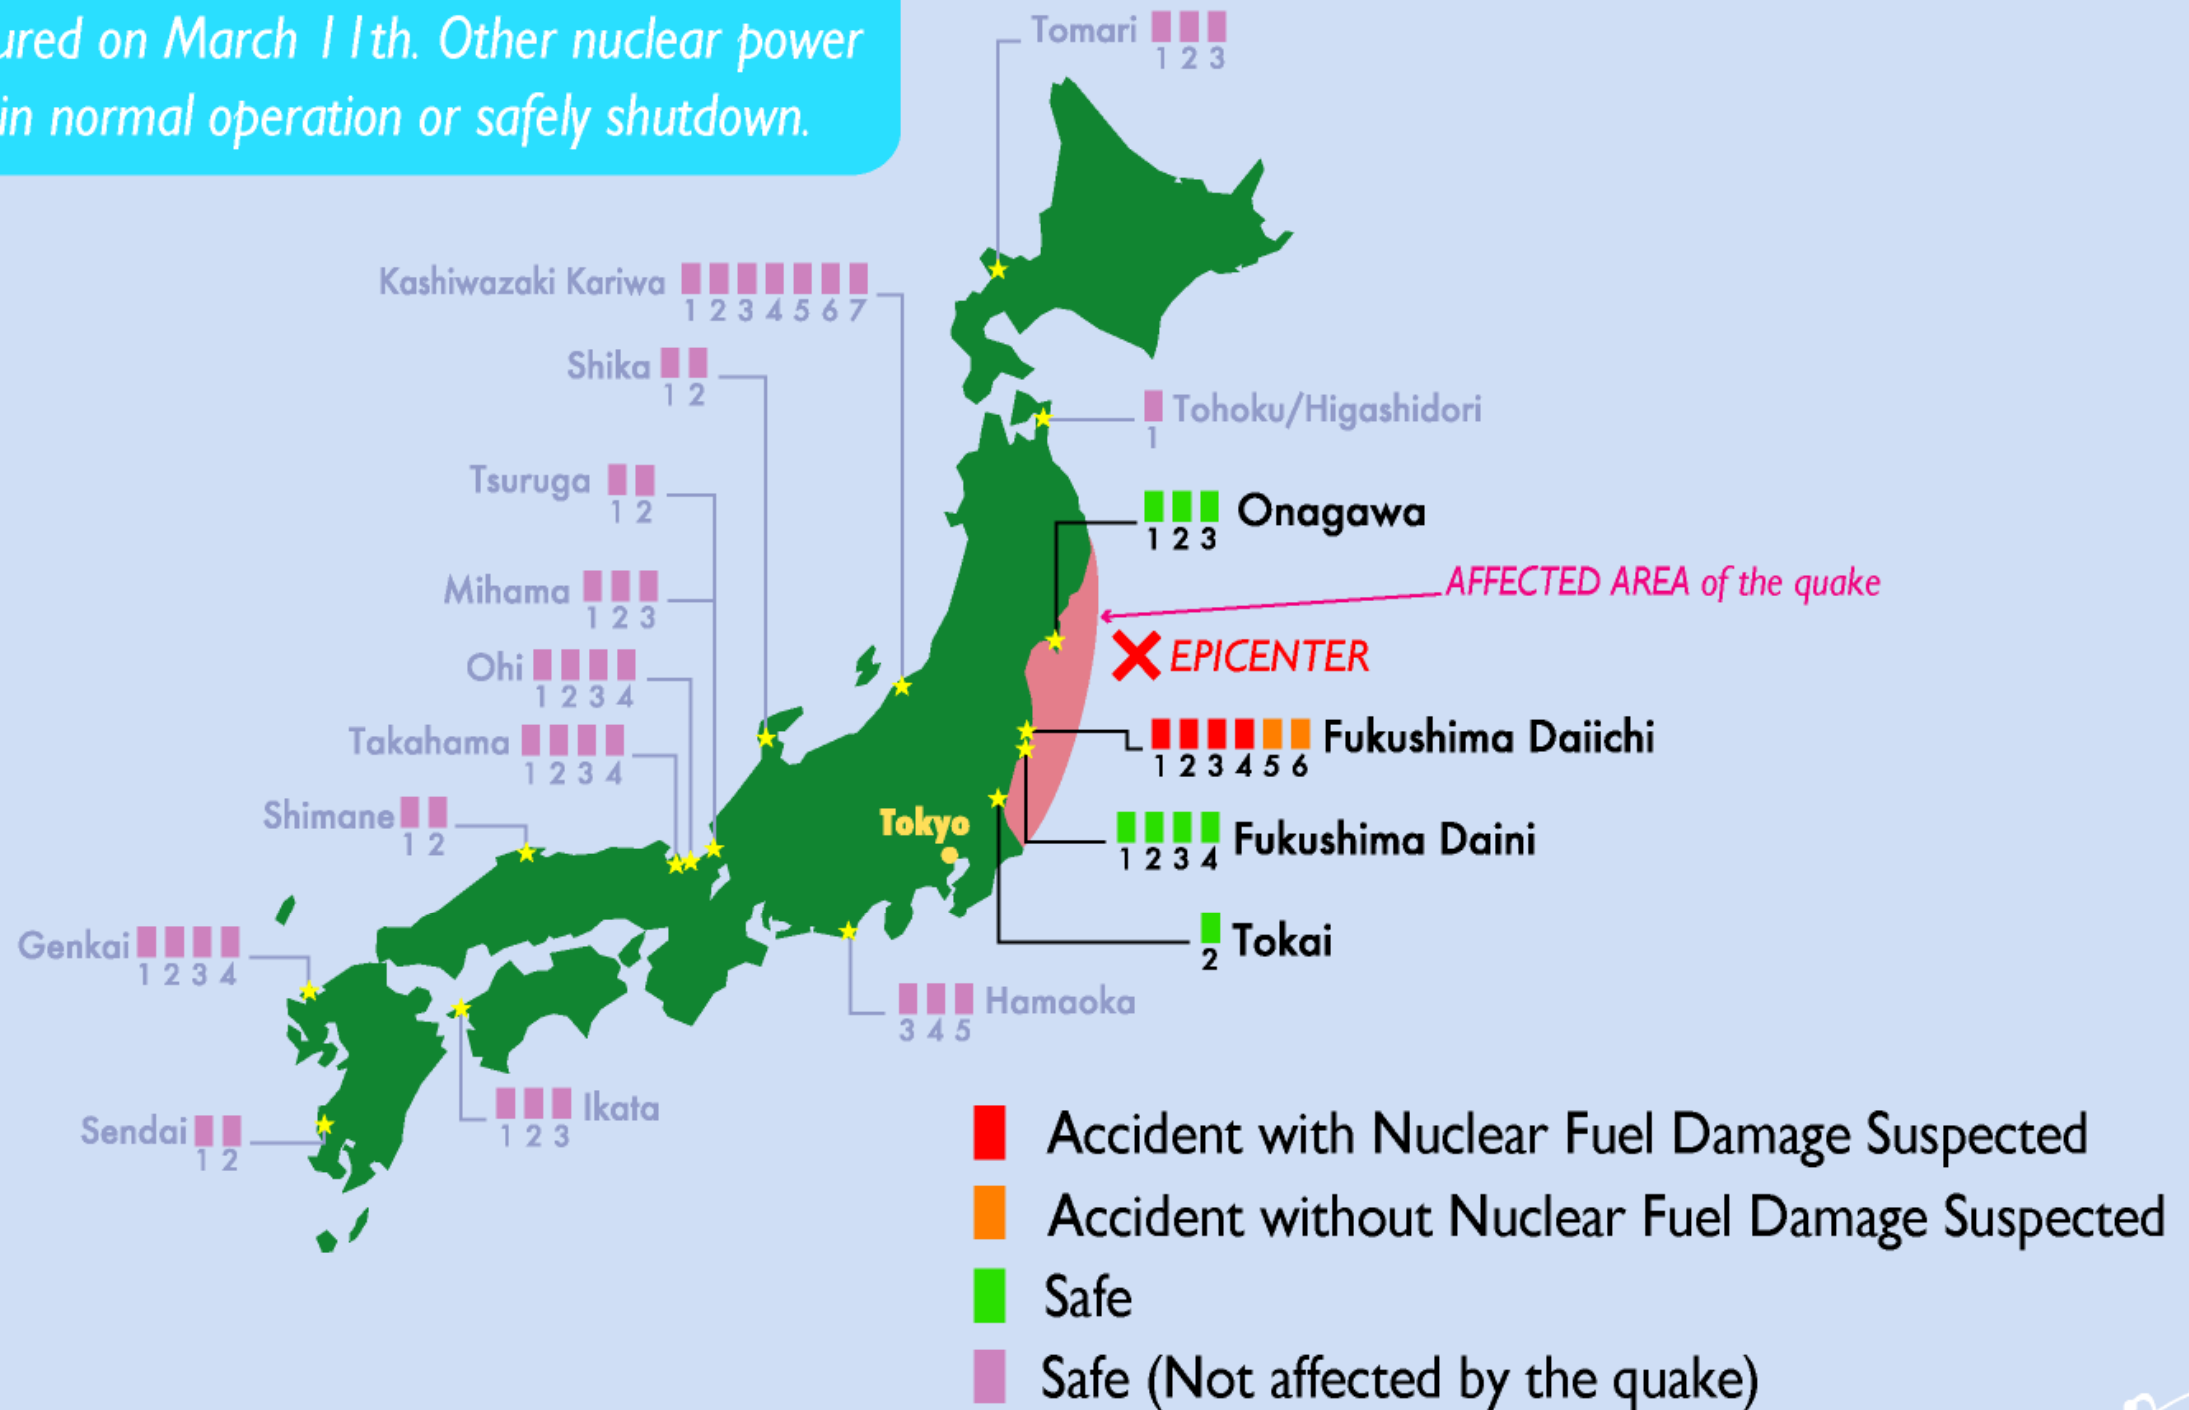 ured on March 11th. Other nuclear power
in normal operation or safely shutdown.
Tomari
1 2 3
Kashiwazaki Kariwa
1 2 3 4 5 6 7
Shika
1 2
Tohoku/Higashidori
1
Tsuruga
1 2
Onagawa
1 2 3
Mihama
1 2 3
AFFECTED AREA of the quake
EPICENTER
Ohi
1 2 3 4
Takahama
1 2 3 4
Fukushima Daiichi
1 2 3 4 5 6
Shimane
1 2
Tokyo
Fukushima Daini
1 2 3 4
Genkai
1 2 3 4
Tokai
2
Hamaoka
3 4 5
Ikata
1 2 3
Sendai
1 2
Accident with Nuclear Fuel Damage Suspected
Accident without Nuclear Fuel Damage Suspected
Safe
Safe (Not affected by the quake)